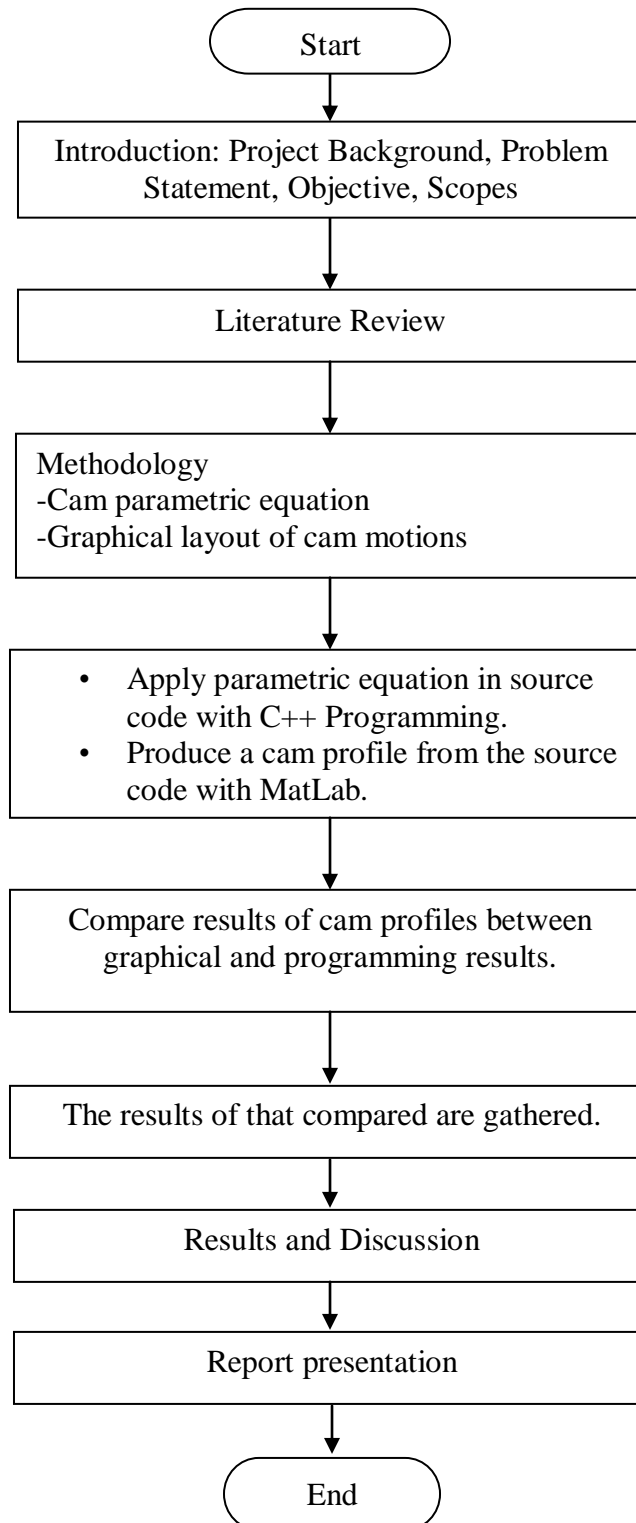 Start
Introduction: Project Background, Problem
Statement, Objective, Scopes
Literature Review
Methodology
-Cam parametric equation
-Graphical layout of cam motions
• Apply parametric equation in source
code with C++ Programming.
• Produce a cam profile from the source
code with MatLab.
Compare results of cam profiles between
graphical and programming results.
The results of that compared are gathered.
Results and Discussion
Report presentation
End